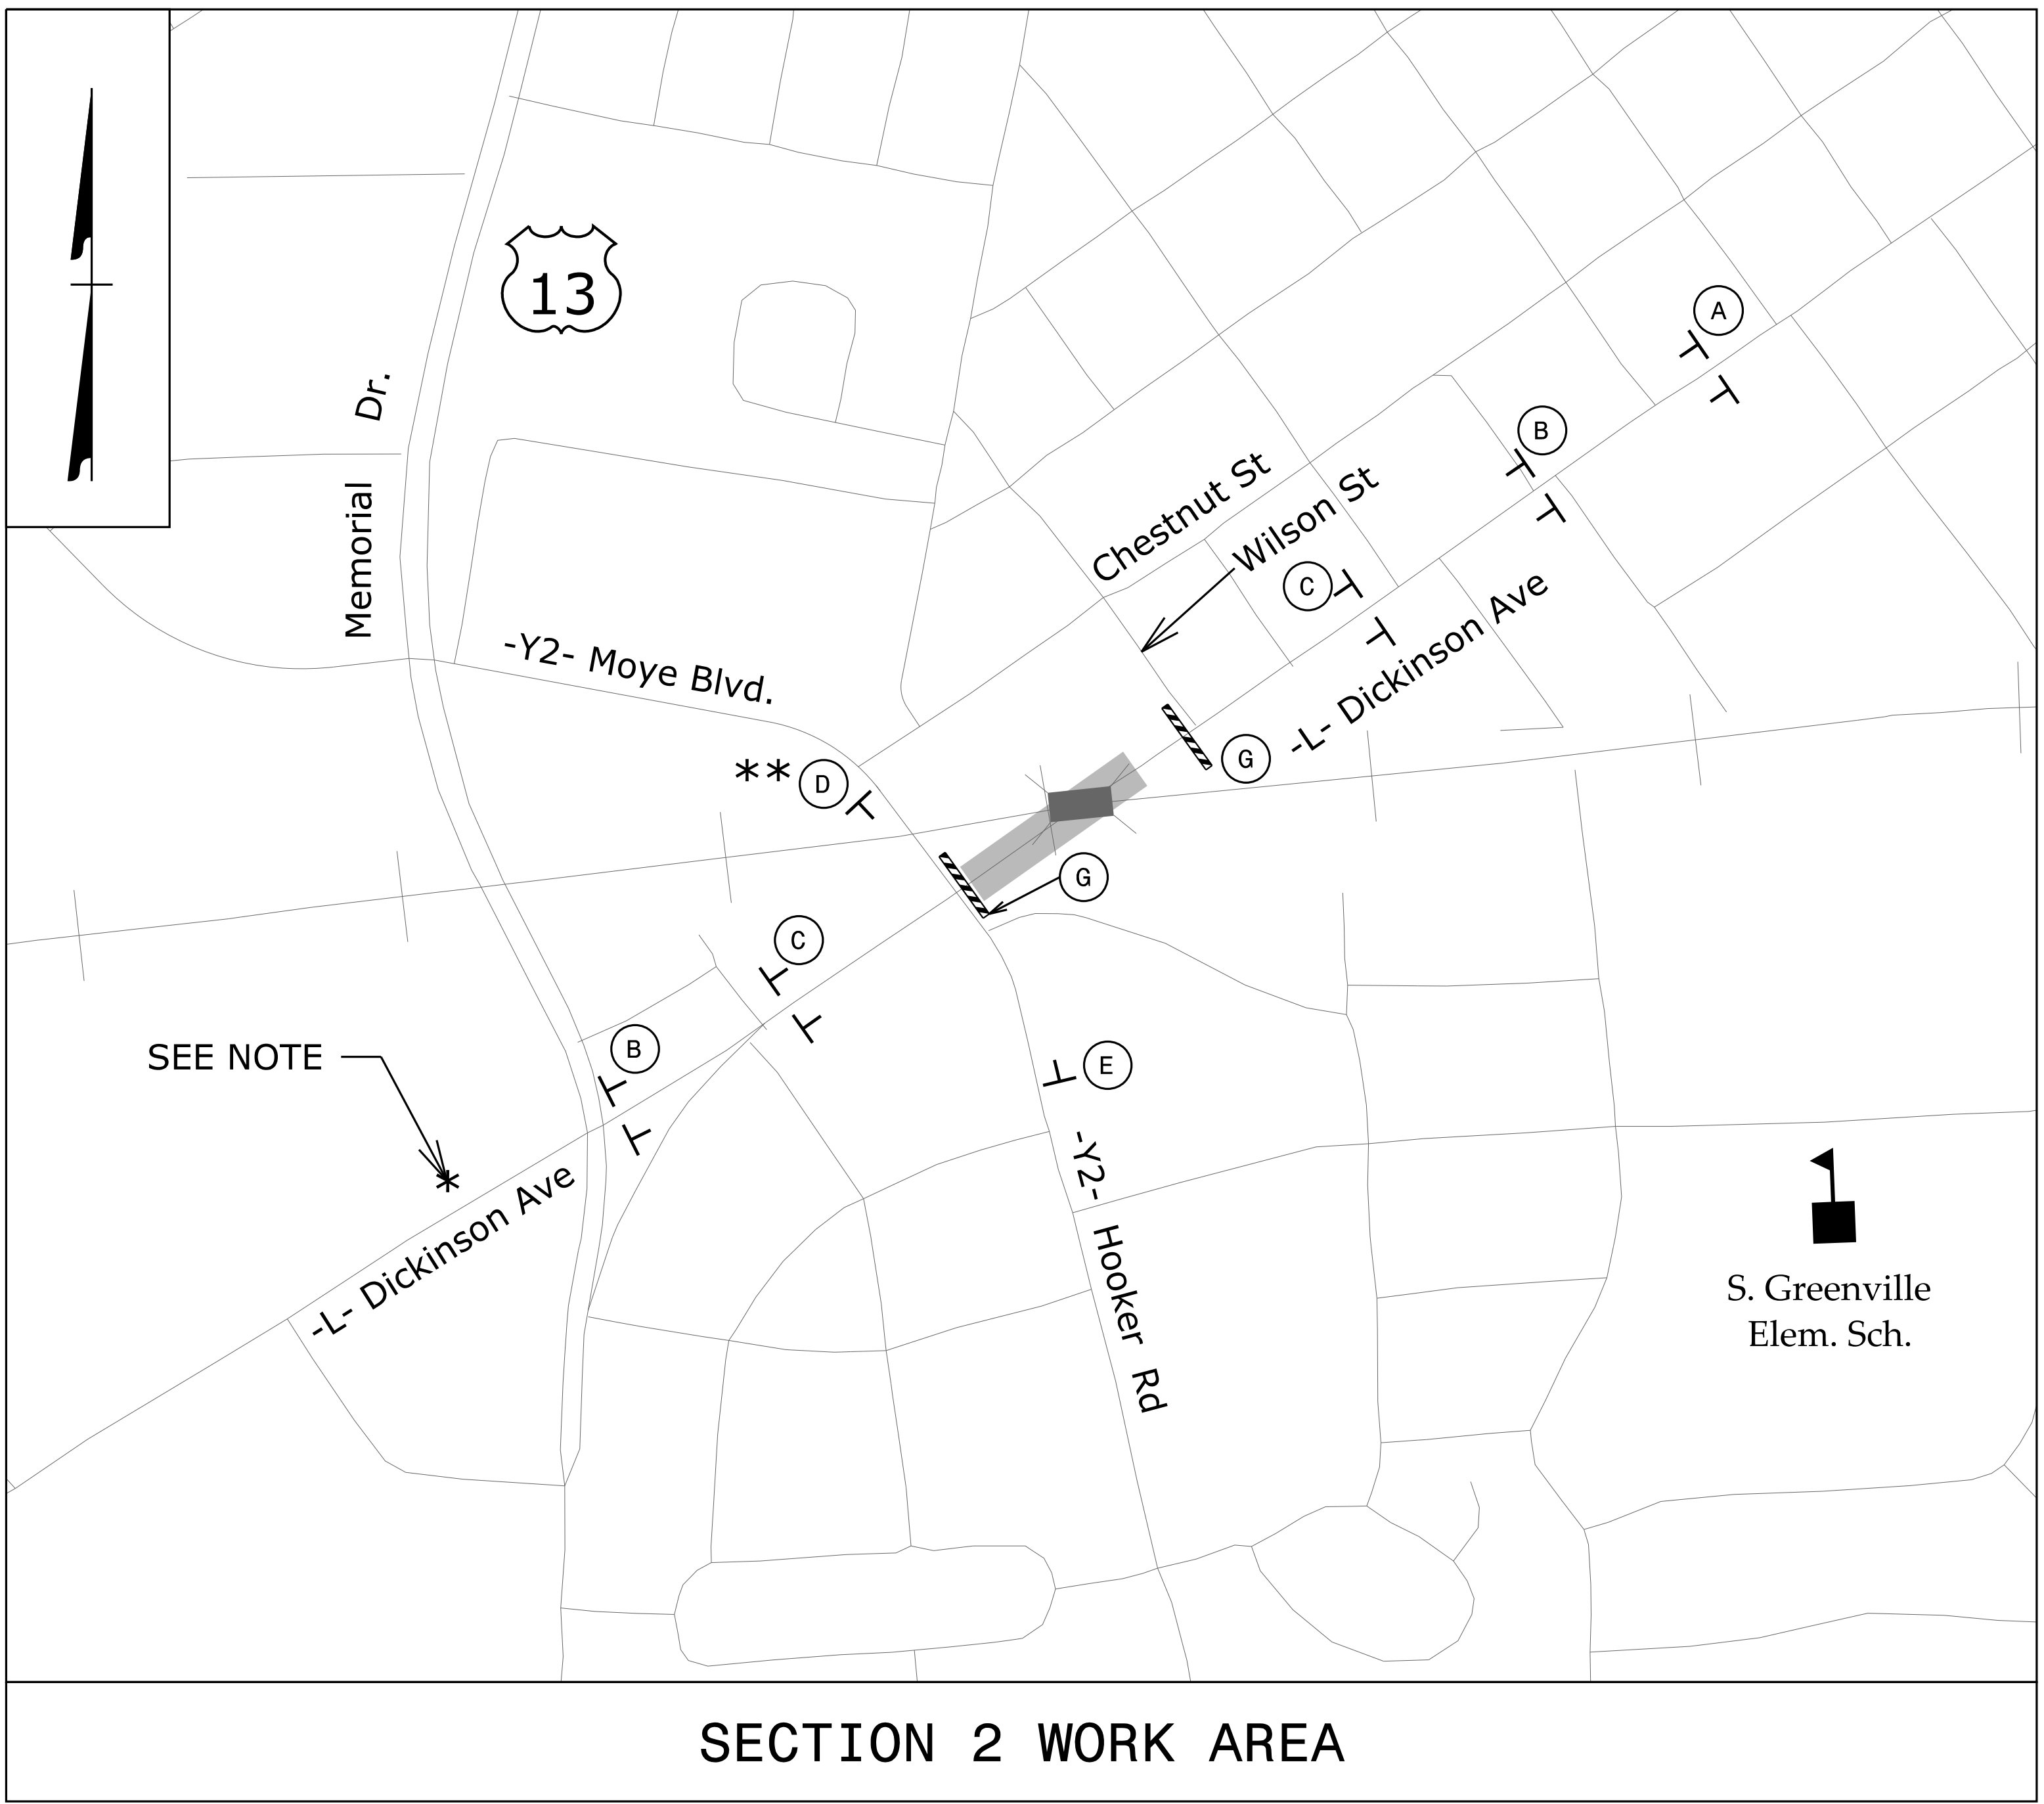 13
A
B
Dr.
Memorial
Chestnut St
Wilson St
C
-L- Dickinson Ave
-Y2- Moye Blvd.
**
D
G
G
C
B
SEE NOTE
*
E
-L- Dickinson Ave
-Y2- Hooker Rd
S. Greenville
Elem. Sch.
SECTION 2 WORK AREA